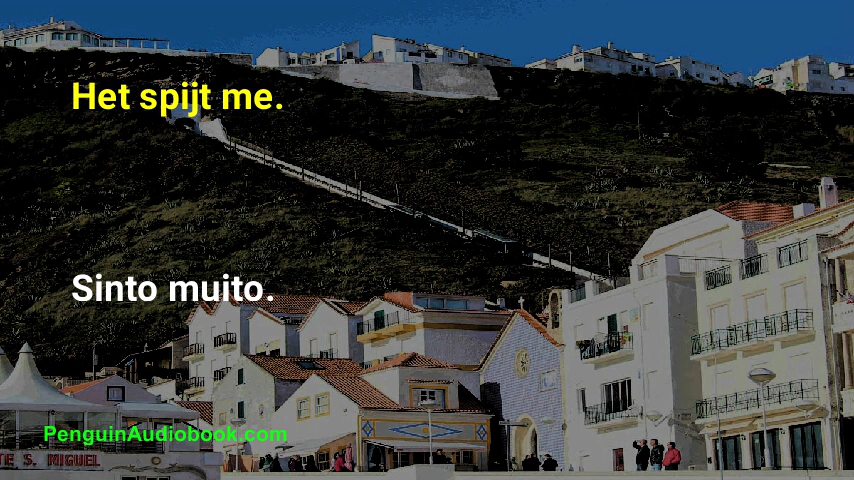 Het spijt me.
Sinto muito.
PenguinAudiobook.com
TE S. MIGUEL